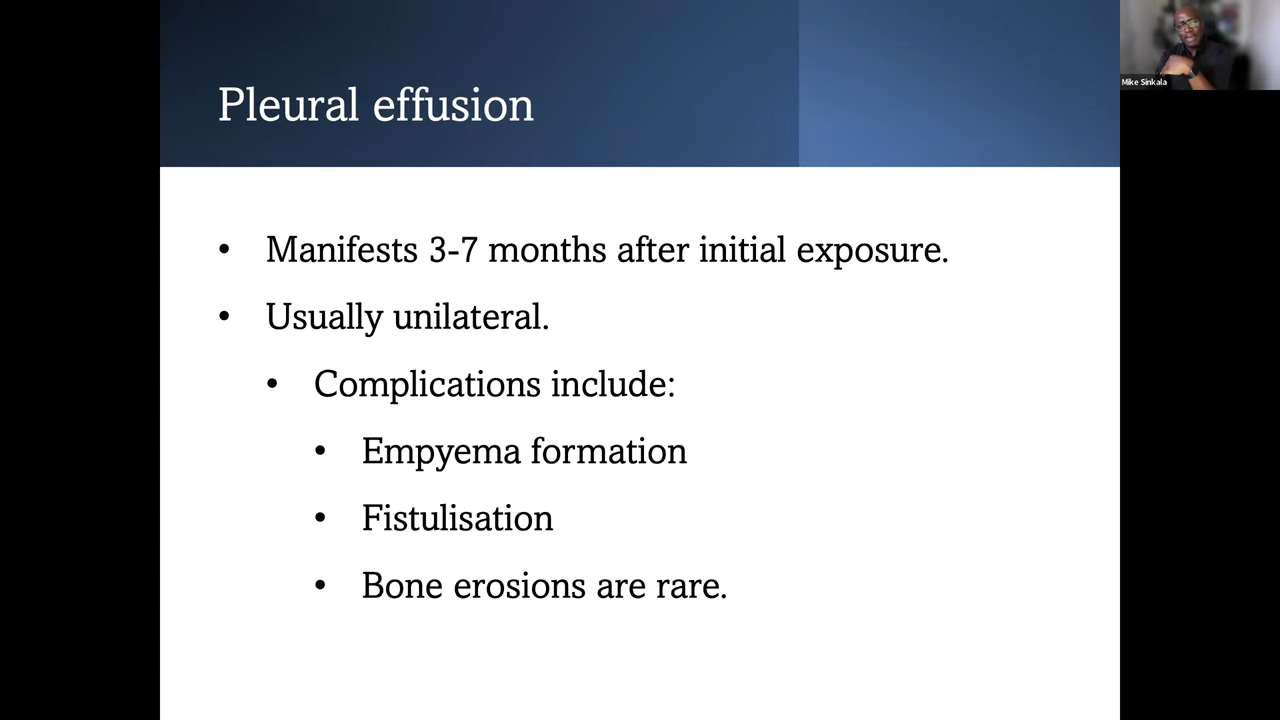 Pleural effusion
Mike Sinkala
• Manifests 3-7 months after initial exposure.
• Usually unilateral.
• Complications include:
• Empyema formation
• Fistulisation
• Bone erosions are rare.